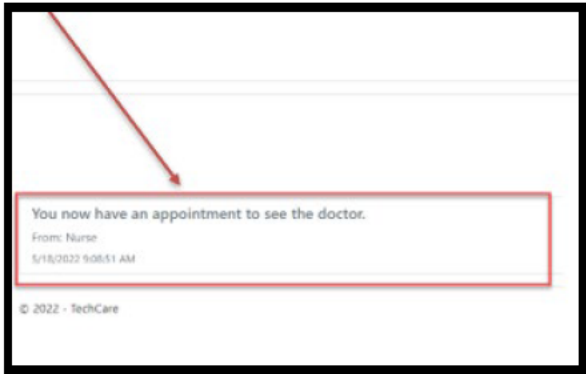 You now have an appointment to see the doctor.
From: Nurse
5/18/2022 9:08:51 AM
© 2022 - TechCare